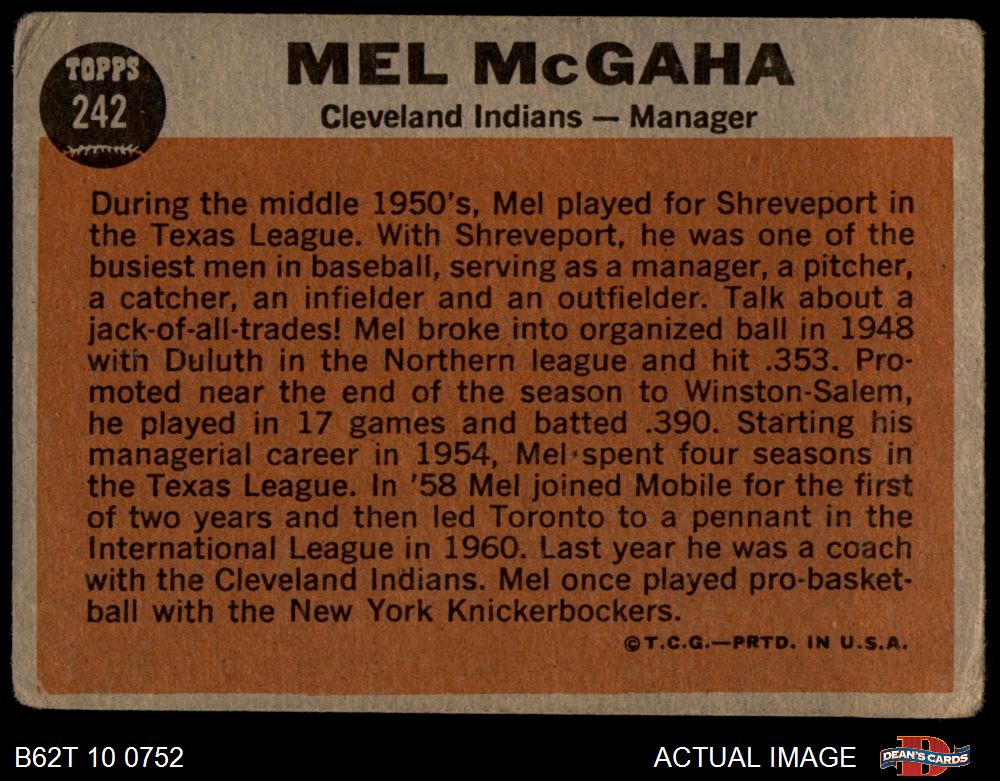 TOPPS
242
MEL McGAHA
Cleveland Indians — Manager
During the middle 1950's, Mel played for Shreveport in
the Texas League. With Shreveport, he was one of the
busiest men in baseball, serving as a manager, a pitcher,
a catcher, an infielder and an outfielder. Talk about a
jack-of-all-trades! Mel broke into organized ball in 1948
with Duluth in the Northern league and hit .353. Pro-
moted near the end of the season to Winston-Salem,
he played in 17 games and batted .390. Starting his
managerial career in 1954, Mel spent four seasons in
the Texas League. In '58 Mel joined Mobile for the first
of two years and then led Toronto to a pennant in the
International League in 1960. Last year he was a coach
with the Cleveland Indians. Mel once played pro-basket-
ball with the New York Knickerbockers.
©T.C.G.—PRTD. IN U.S.A.
B62T 10 0752
ACTUAL IMAGE
DEAN'S CARDS